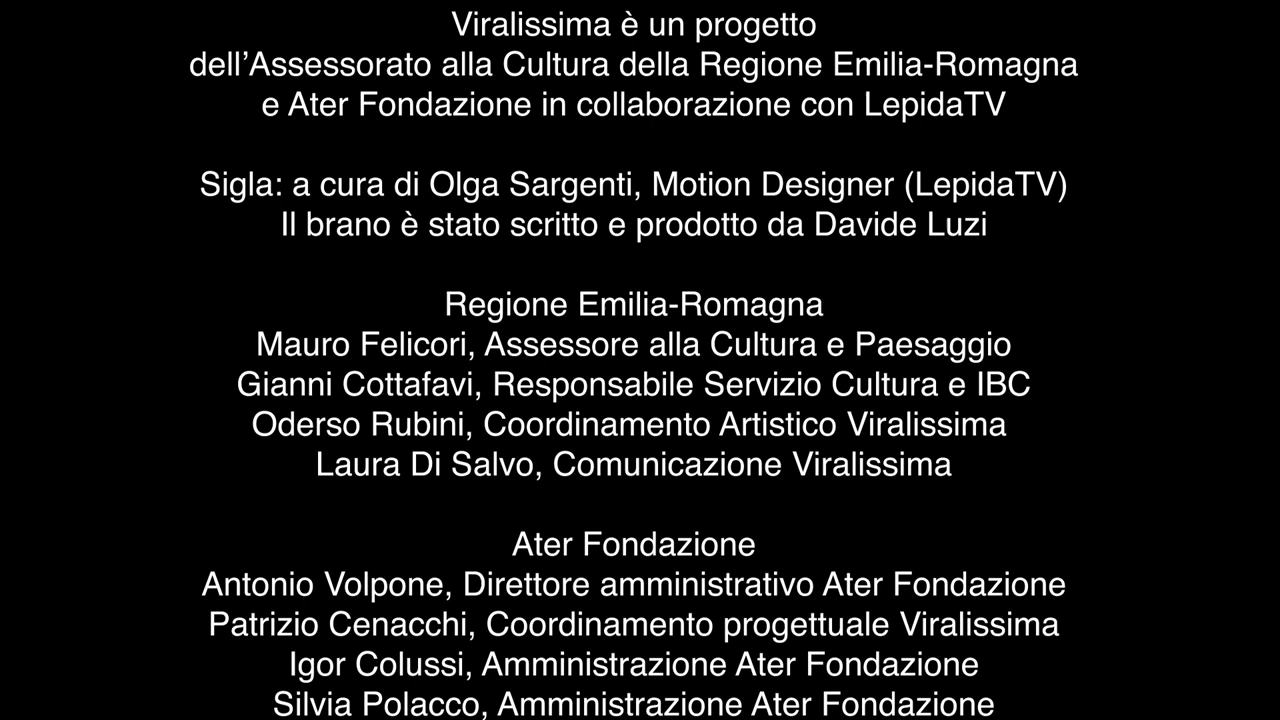 Viralissima è un progetto
dell’Assessorato alla Cultura della Regione Emilia-Romagna
e Ater Fondazione in collaborazione con LepidaTV
Sigla: a cura di Olga Sargenti, Motion Designer (LepidaTV)
Il brano è stato scritto e prodotto da Davide Luzi
Regione Emilia-Romagna
Mauro Felicori, Assessore alla Cultura e Paesaggio
Gianni Cottafavi, Responsabile Servizio Cultura e IBC
Oderso Rubini, Coordinamento Artistico Viralissima
Laura Di Salvo, Comunicazione Viralissima
Ater Fondazione
Antonio Volpone, Direttore amministrativo Ater Fondazione
Patrizio Cenacchi, Coordinamento progettuale Viralissima
Igor Colussi, Amministrazione Ater Fondazione
Silvia Polacco, Amministrazione Ater Fondazione